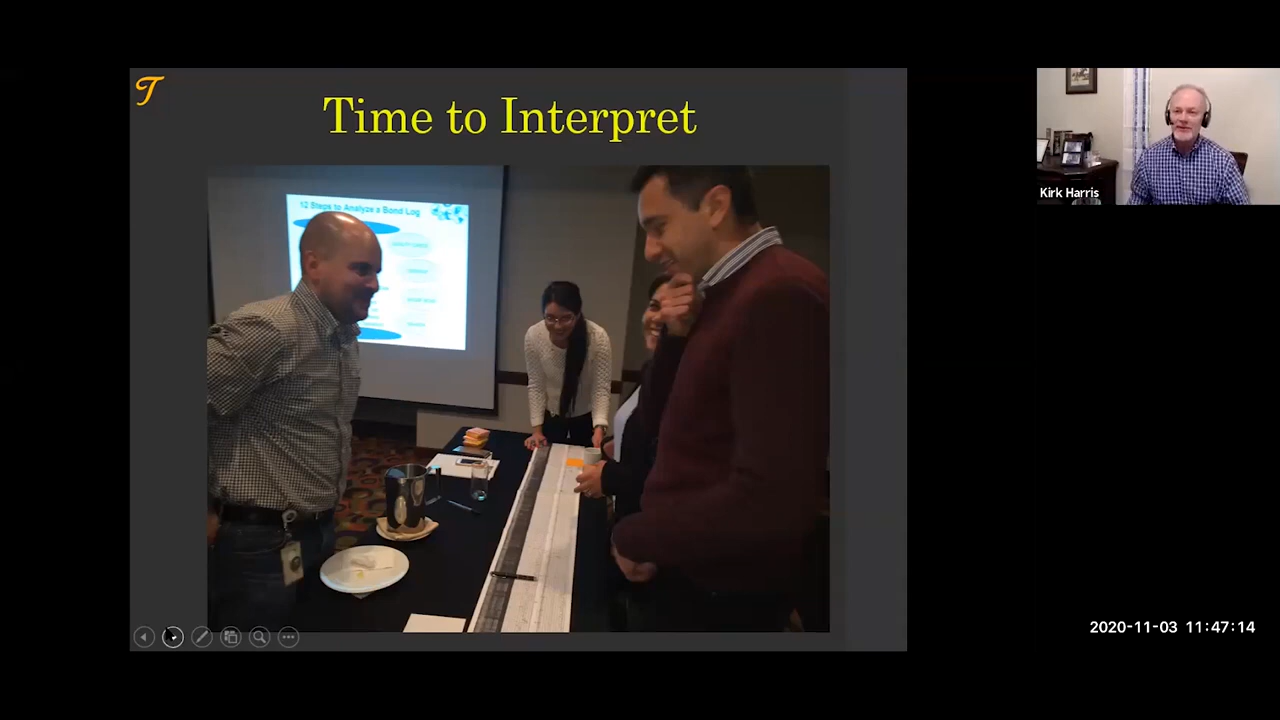 T
Time to Interpret
12 Steps to Analyze a Bond Log
Kirk Harris
2020-11-03 11:47:14